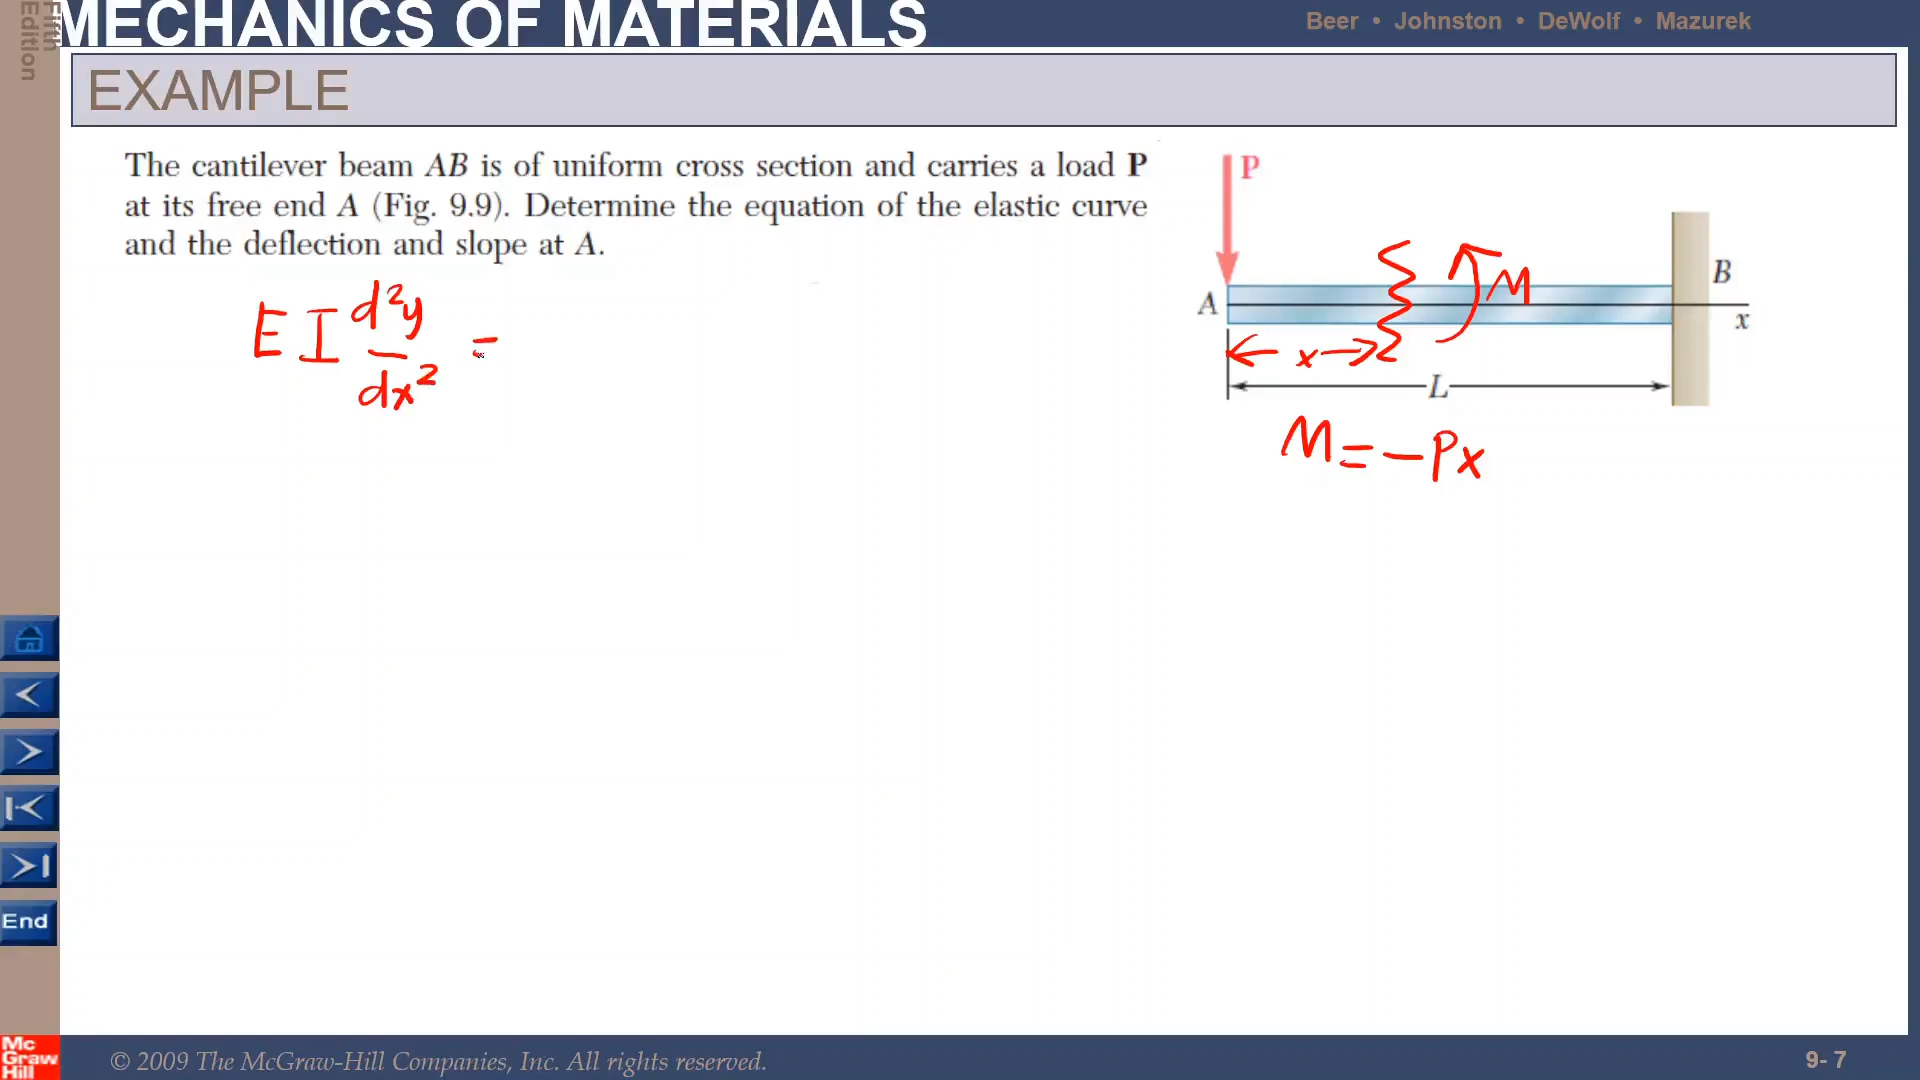 Fifth
Edition
MECHANICS OF MATERIALS
Beer • Johnston • DeWolf • Mazurek
EXAMPLE
The cantilever beam AB is of uniform cross section and carries a load P
at its free end A (Fig. 9.9). Determine the equation of the elastic curve
and the deflection and slope at A.
P
A
B
x
M
x
L
EI d²y/dx² =
M = -Px
End
Mc
Graw
Hill
© 2009 The McGraw-Hill Companies, Inc. All rights reserved.
9- 7